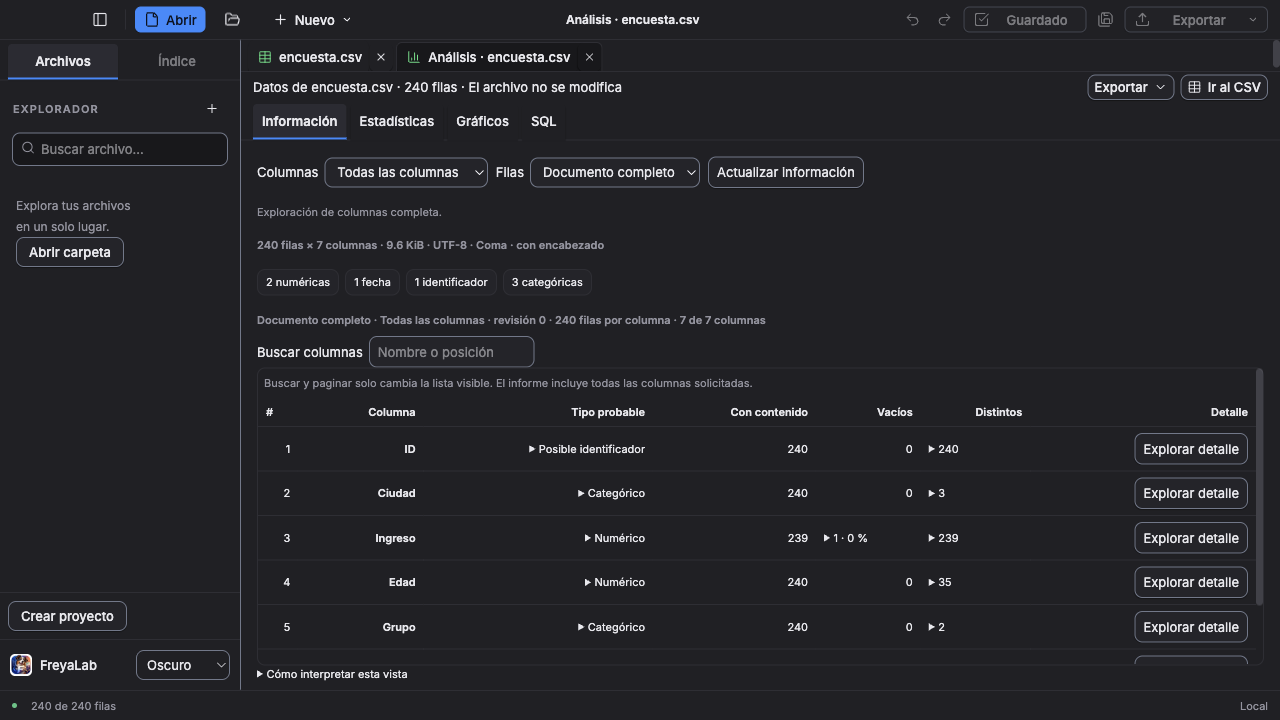 Abrir
Nuevo
Análisis · encuesta.csv
Guardado
Exportar
Archivos
Índice
encuesta.csv
Análisis · encuesta.csv
EXPLORADOR
Buscar archivo...
Explora tus archivos
en un solo lugar.
Abrir carpeta
Crear proyecto
FreyaLab
Oscuro
Datos de encuesta.csv · 240 filas · El archivo no se modifica
Exportar
Ir al CSV
Información
Estadísticas
Gráficos
SQL
Columnas
Todas las columnas
Filas
Documento completo
Actualizar información
Exploración de columnas completa.
240 filas × 7 columnas · 9.6 KiB · UTF-8 · Coma · con encabezado
2 numéricas
1 fecha
1 identificador
3 categóricas
Documento completo · Todas las columnas · revisión 0 · 240 filas por columna · 7 de 7 columnas
Buscar columnas
Nombre o posición
Buscar y paginar solo cambia la lista visible. El informe incluye todas las columnas solicitadas.
# Columna Tipo probable Con contenido Vacíos Distintos Detalle
1 ID Posible identificador 240 0 240 Explorar detalle
2 Ciudad Categórico 240 0 3 Explorar detalle
3 Ingreso Numérico 239 1 · 0 % 239 Explorar detalle
4 Edad Numérico 240 0 35 Explorar detalle
5 Grupo Categórico 240 0 2 Explorar detalle
Cómo interpretar esta vista
240 de 240 filas
Local